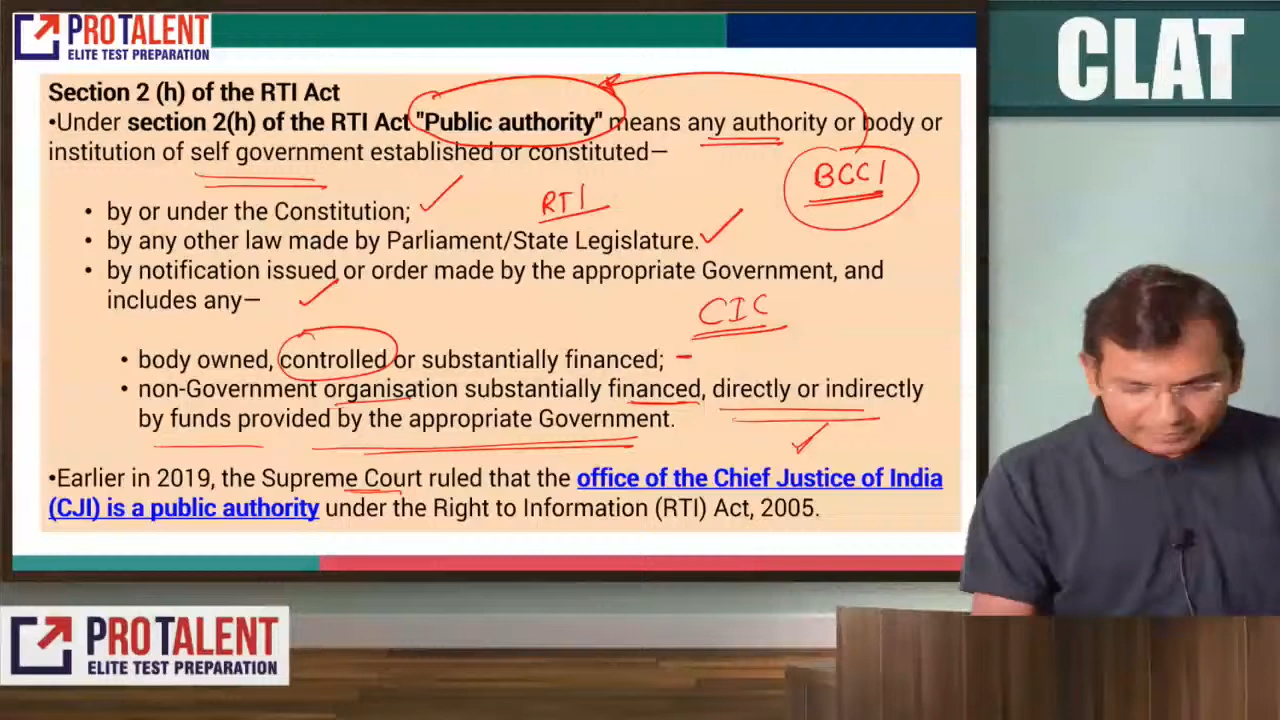 PROTALENT
ELITE TEST PREPARATION
CLAT
Section 2 (h) of the RTI Act
•Under section 2(h) of the RTI Act "Public authority" means any authority or body or
institution of self government established or constituted—
BCCI
• by or under the Constitution;
RTI
• by any other law made by Parliament/State Legislature.
• by notification issued or order made by the appropriate Government, and
includes any—
CIC
• body owned, controlled or substantially financed;
• non-Government organisation substantially financed, directly or indirectly
by funds provided by the appropriate Government.
•Earlier in 2019, the Supreme Court ruled that the office of the Chief Justice of India
(CJI) is a public authority under the Right to Information (RTI) Act, 2005.
PROTALENT
ELITE TEST PREPARATION